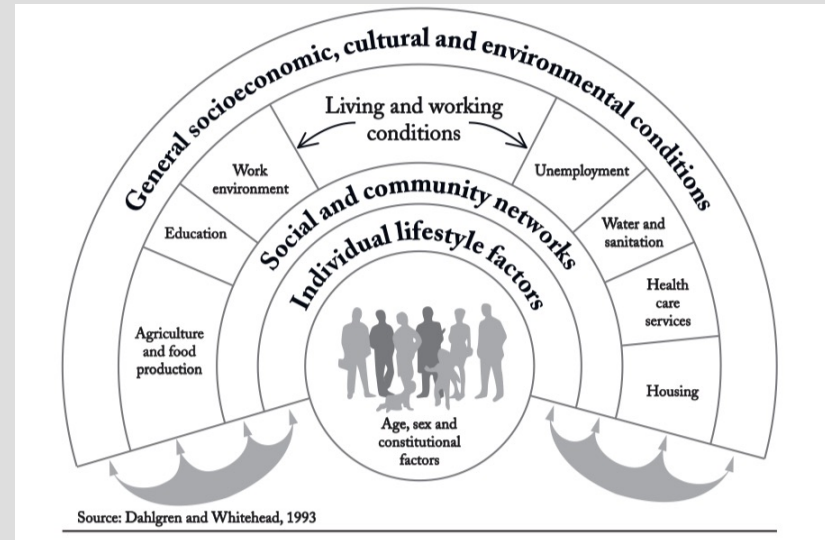 General socioeconomic, cultural and environmental conditions
Living and working
conditions
Work
environment
Unemployment
Education
Water and
sanitation
Agriculture
and food
production
Health
care
services
Housing
Social and community networks
Individual lifestyle factors
Age, sex and
constitutional
factors
Source: Dahlgren and Whitehead, 1993